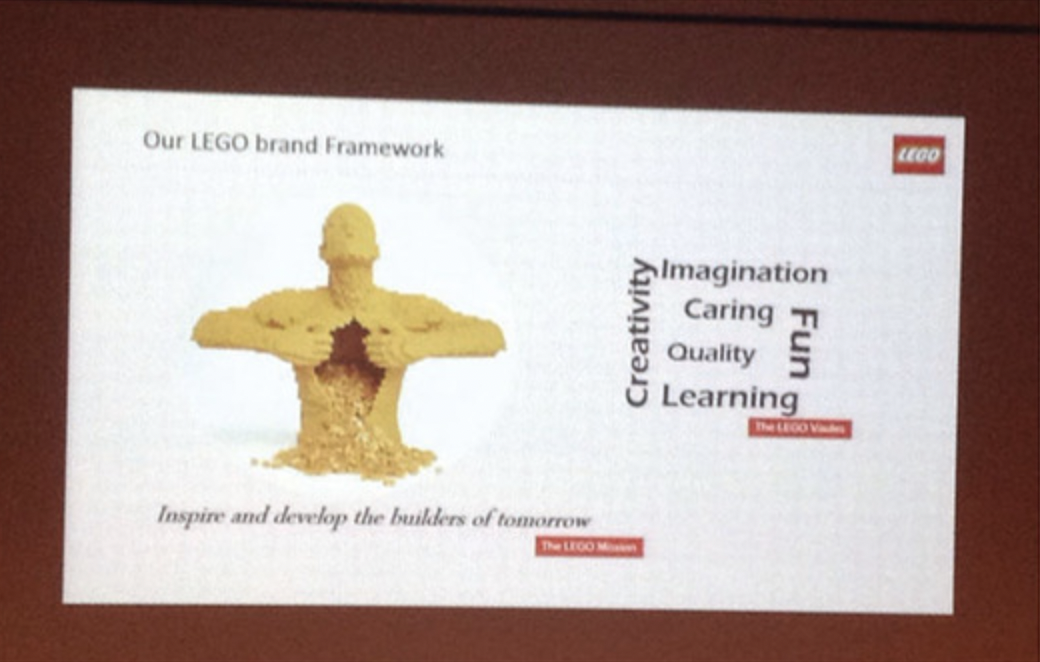 Our LEGO brand Framework
LEGO
Creativity
Imagination
Caring
Fun
Quality
Learning
The LEGO Vaules
Inspire and develop the builders of tomorrow
The LEGO Mission